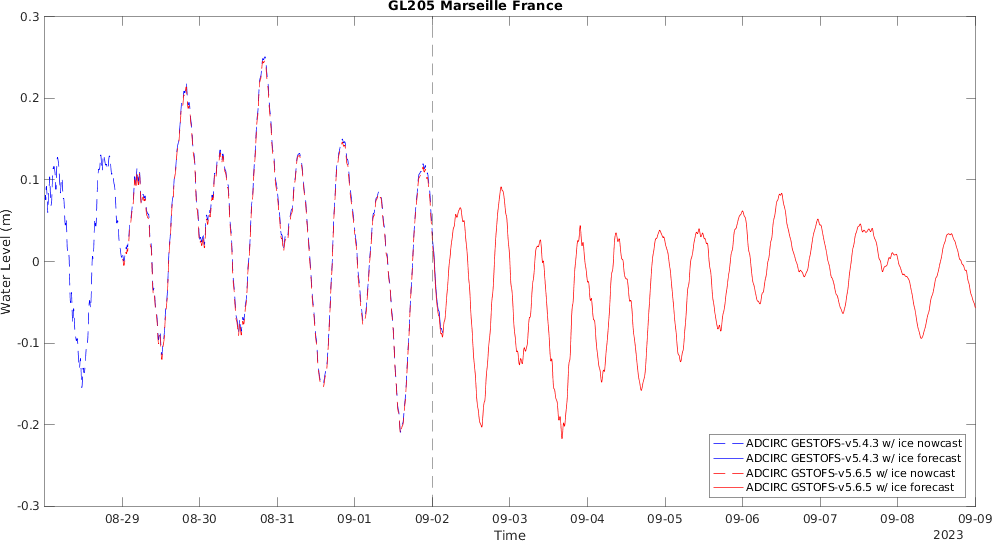 GL205 Marseille France
0.3
0.2
0.1
0
-0.1
-0.2
-0.3
Water Level (m)
ADCIRC GESTOFS-v5.4.3 w/ ice nowcast
ADCIRC GESTOFS-v5.4.3 w/ ice forecast
ADCIRC GSTOFS-v5.6.5 w/ ice nowcast
ADCIRC GSTOFS-v5.6.5 w/ ice forecast
08-29 08-30 08-31 09-01 09-02 09-03 09-04 09-05 09-06 09-07 09-08 09-09
Time
2023